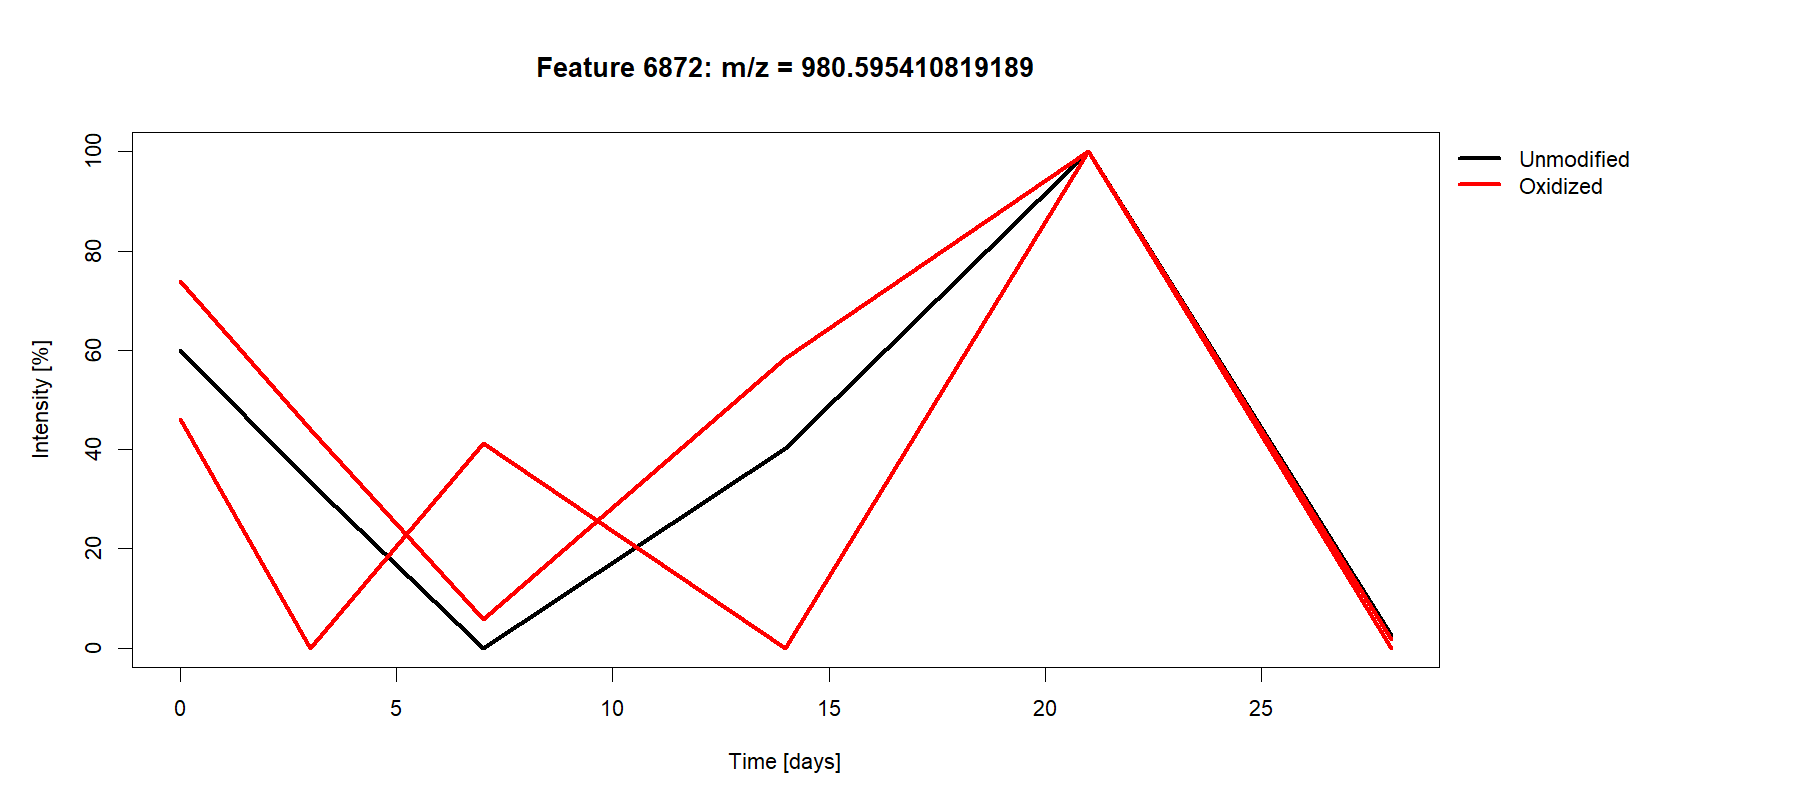 Feature 6872: m/z = 980.595410819189
Unmodified
Oxidized
Intensity [%]
100
80
60
40
20
0
0 5 10 15 20 25
Time [days]